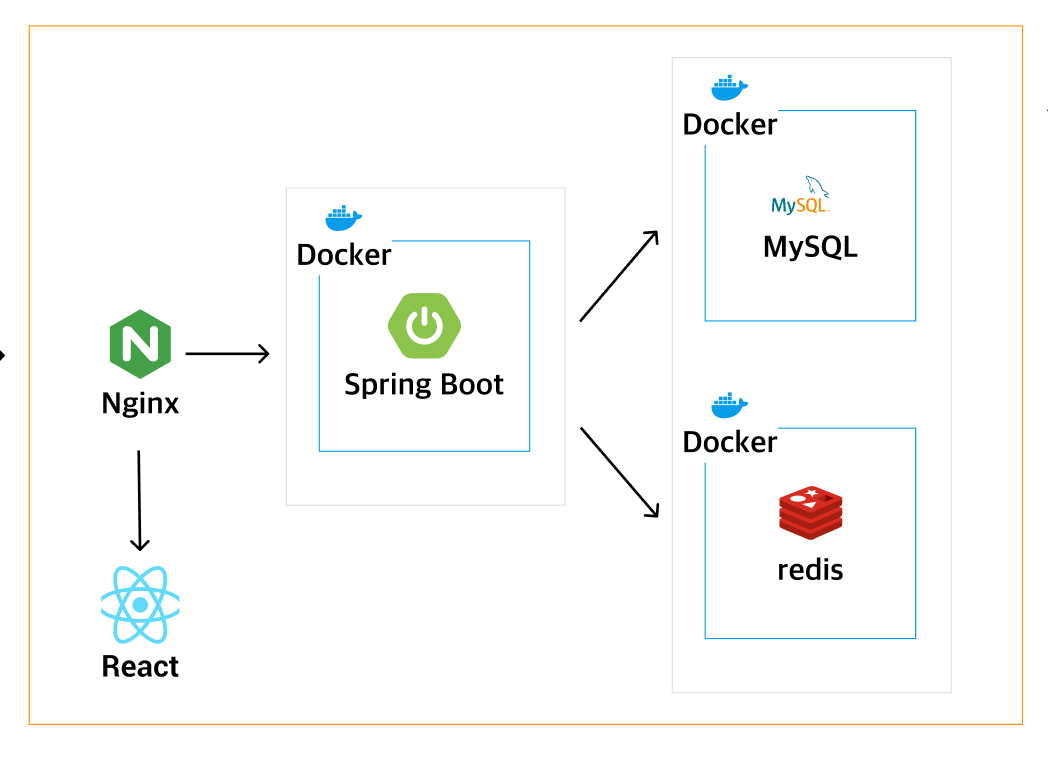 Docker
MySQL
MySQL
Docker
Spring Boot
N
Nginx
Docker
redis
React